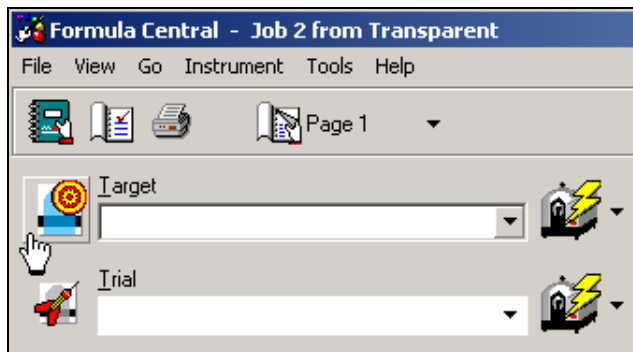 Formula Central - Job 2 from Transparent
File View Go Instrument Tools Help
Page 1
Target
Trial